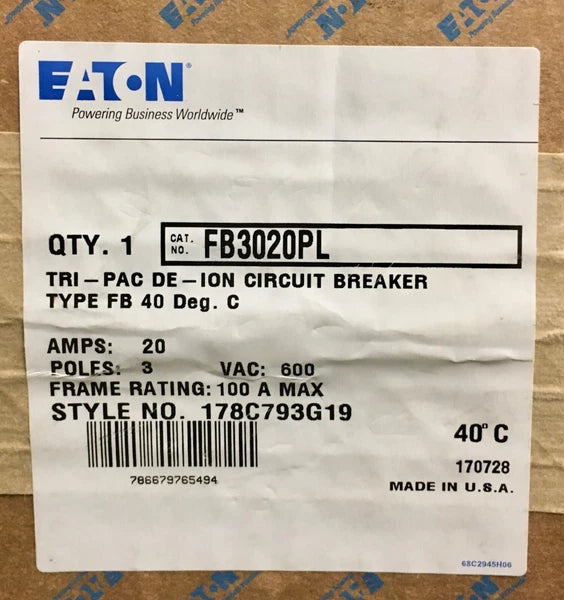 EATON®
Powering Business Worldwide™
QTY. 1 CAT. NO. FB3020PL
TRI-PAC DE-ION CIRCUIT BREAKER
TYPE FB 40 Deg. C
AMPS: 20
POLES: 3 VAC: 600
FRAME RATING: 100 A MAX
STYLE NO. 178C793G19
40° C
786679765494
170728
MADE IN U.S.A.
68C2945H06